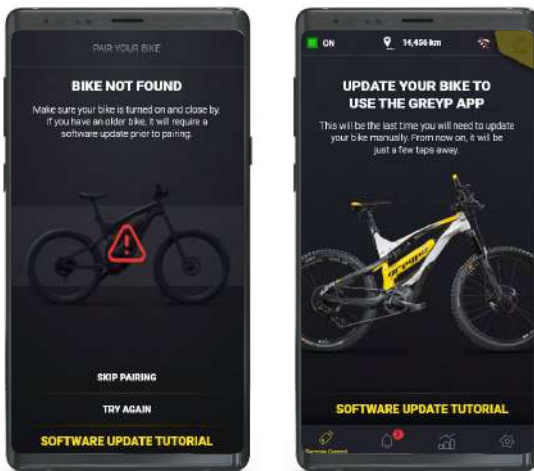 PAIR YOUR BIKE
BIKE NOT FOUND
Make sure your bike is turned on and close by.
If you have an older bike, it will require a
software update prior to pairing.
SKIP PAIRING
TRY AGAIN
SOFTWARE UPDATE TUTORIAL
ON
14,456 km
UPDATE YOUR BIKE TO
USE THE GREYP APP
This will be the last time you will need to update
your bike manually. From now on, it will be
just a few taps away.
greyp
SOFTWARE UPDATE TUTORIAL
Remote Control